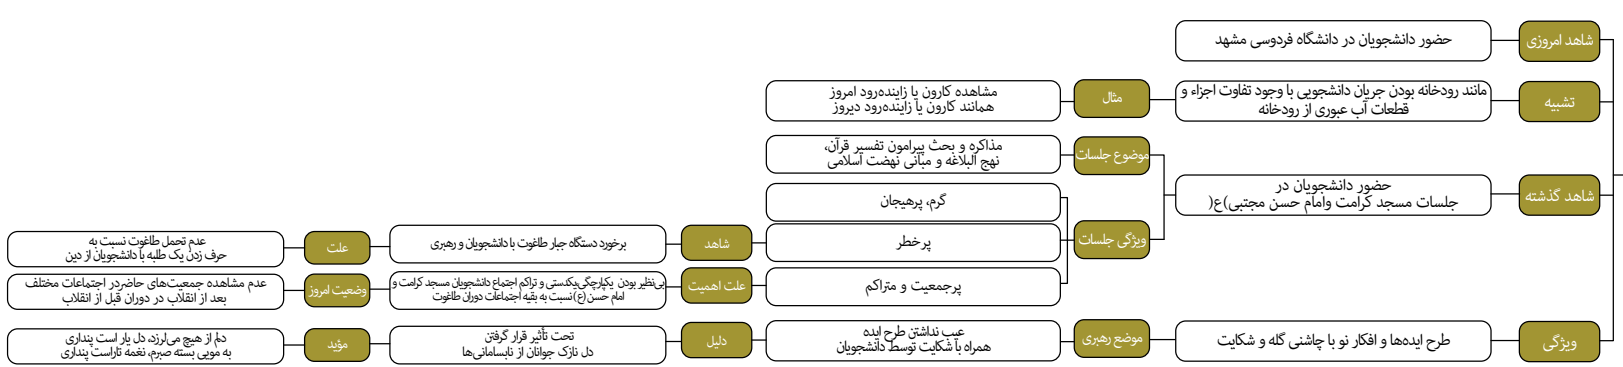 شاهد امروزی
حضور دانشجویان در دانشگاه فردوسی مشهد
تشبیه
مانند رودخانه بودن جریان دانشجویی با وجود تفاوت اجزاء و
قطعات آب عبوری از رودخانه
مثال
مشاهده کارون یا زاینده‌رود امروز
همانند کارون یا زاینده‌رود دیروز
شاهد گذشته
حضور دانشجویان در
جلسات مسجد کرامت وامام حسن مجتبی)ع(
موضوع جلسات
مذاکره و بحث پیرامون تفسیر قرآن،
نهج البلاغه و مبانی نهضت اسلامی
ویژگی جلسات
گرم، پرهیجان
پرخطر
شاهد
برخورد دستگاه جبار طاغوت با دانشجویان و رهبری
علت
عدم تحمل طاغوت نسبت به
حرف زدن یک طلبه با دانشجویان از دین
پرجمعیت و متراکم
علت اهمیت
بی‌نظیر بودن یکپارچگی،یکدستی و تراکم اجتماع دانشجویان مسجد کرامت و
امام حسن (ع) نسبت به بقیه اجتماعات دوران طاغوت
وضعیت امروز
عدم مشاهده جمعیت‌های حاضردر اجتماعات مختلف
بعد از انقلاب در دوران قبل از انقلاب
ویژگی
طرح ایده‌ها و افکار نو با چاشنی گله و شکایت
موضع رهبری
عیب نداشتن طرح ایده
همراه با شکایت توسط دانشجویان
دلیل
تحت تأثیر قرار گرفتن
دل نازک جوانان از نابسامانی‌ها
مؤید
دلم از هیچ می‌لرزد، دل یار است پنداری
به مویی بسته صبرم، نغمه تاراست پنداری